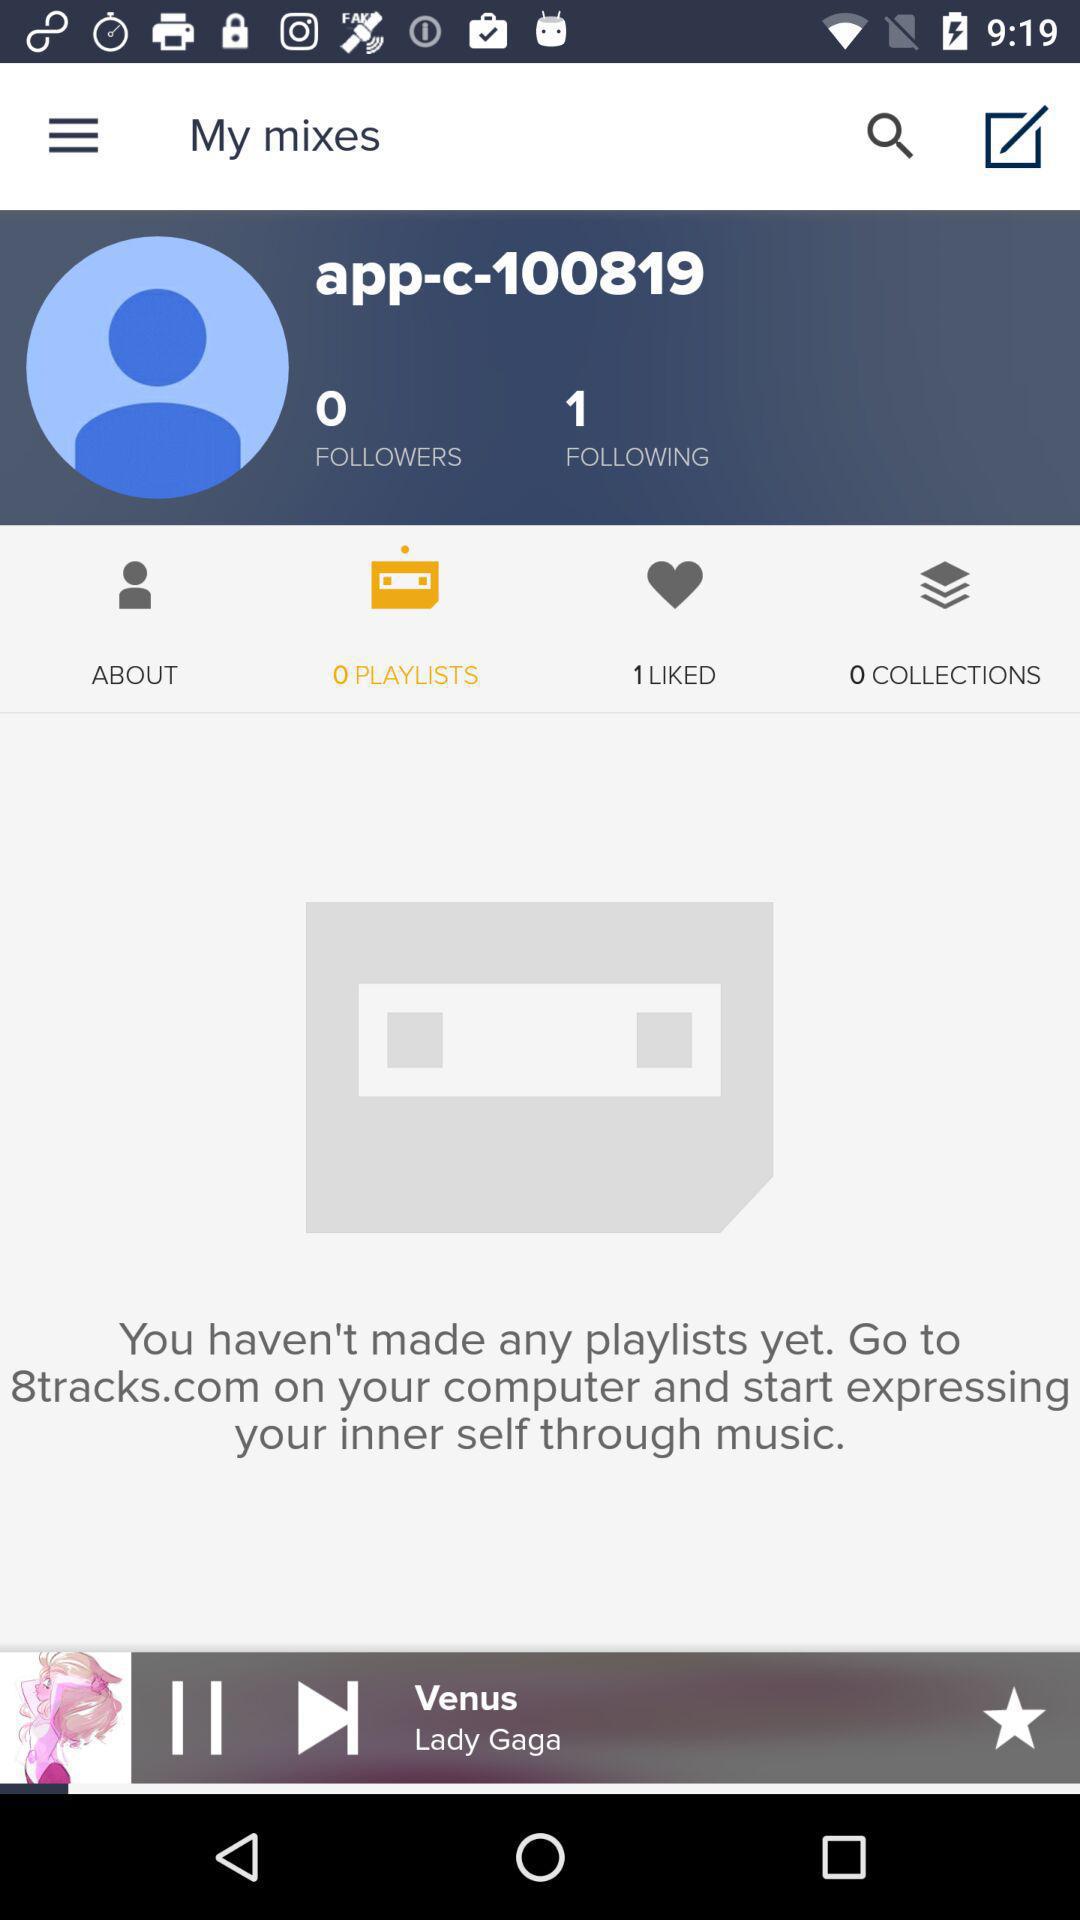 FAKE
9:19
My mixes
app-c-100819
0
1
FOLLOWERS
FOLLOWING
ABOUT
0 PLAYLISTS
1 LIKED
0 COLLECTIONS
You haven't made any playlists yet. Go to
8tracks.com on your computer and start expressing
your inner self through music.
Venus
Lady Gaga